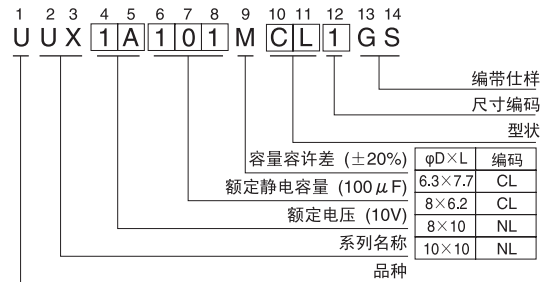 1 2 3 4 5 6 7 8 9 10 11 12 13 14
U U X 1 A 1 0 1 M C L 1 G S
编带仕样
尺寸编码
型状
容量容许差 (±20%)
额定静电容量 (100μF)
额定电压 (10V)
系列名称
品种
φD×L 编码
6.3×7.7 CL
8×6.2 CL
8×10 NL
10×10 NL